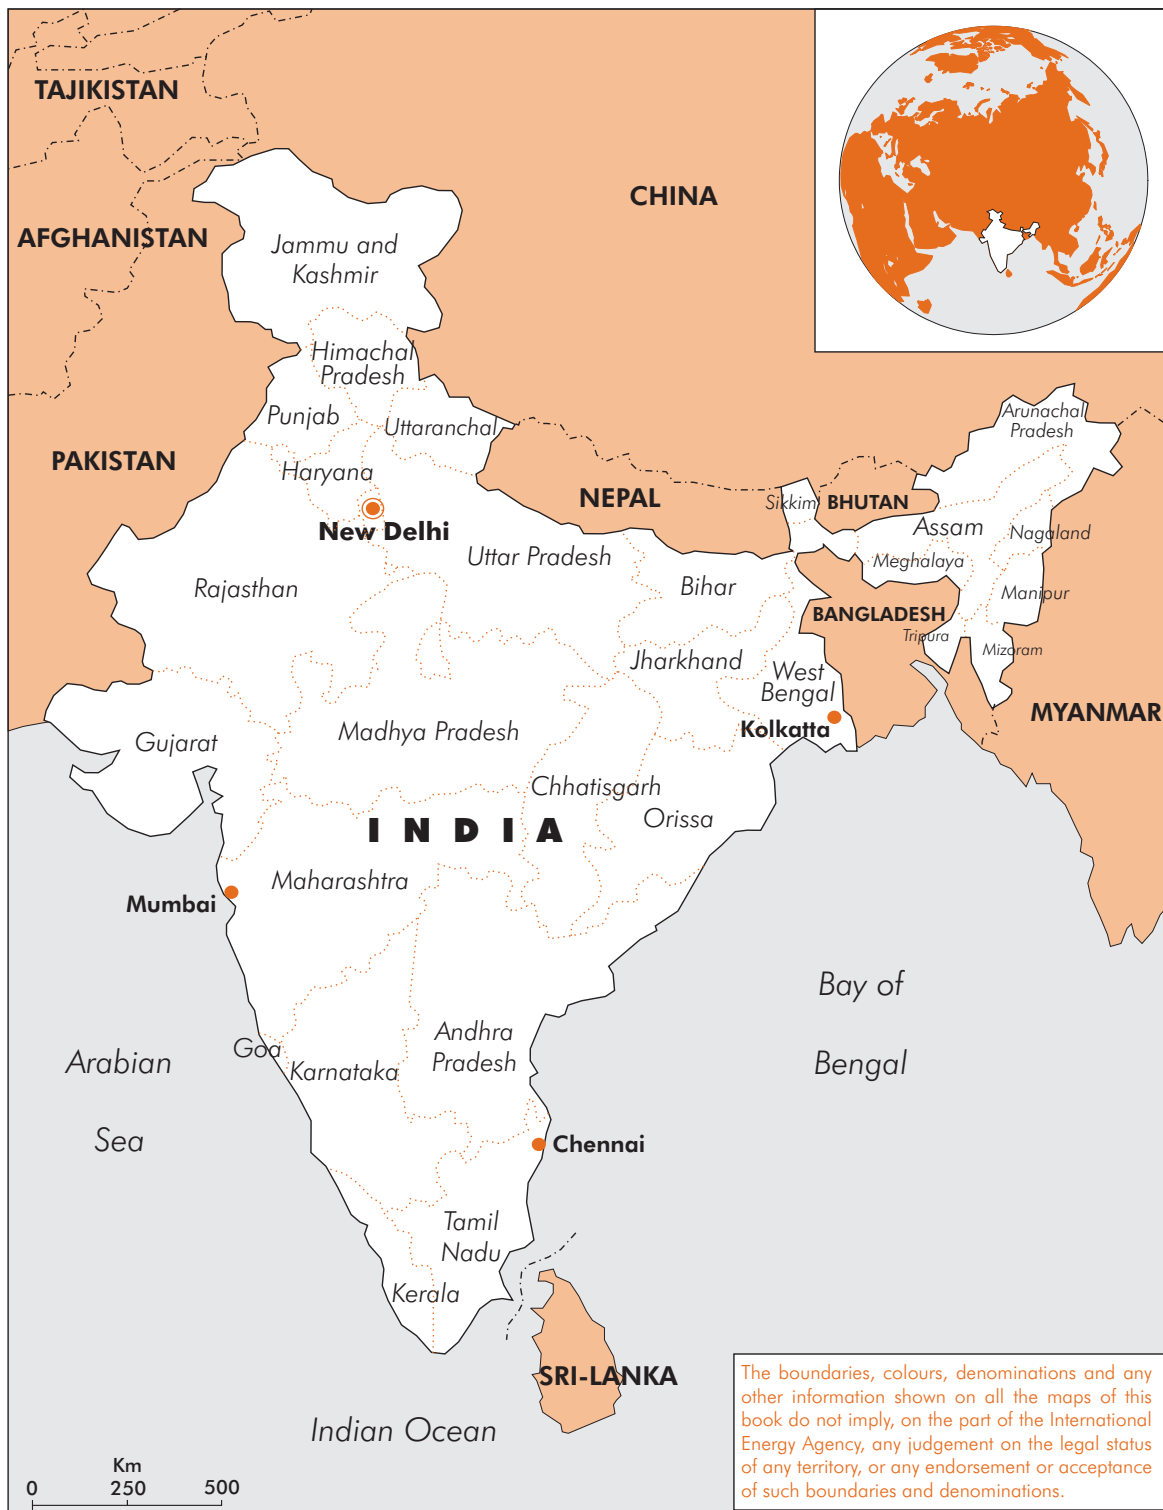 TAJIKISTAN
CHINA
AFGHANISTAN
Jammu and
Kashmir
Himachal
Pradesh
Punjab
Uttaranchal
Arunachal
Pradesh
PAKISTAN
Haryana
NEPAL
Sikkim
BHUTAN
New Delhi
Assam
Nagaland
Uttar Pradesh
Meghalaya
Rajasthan
Bihar
Manipur
BANGLADESH
Tripura
Mizoram
Jharkhand
West
Bengal
MYANMAR
Kolkatta
Madhya Pradesh
Gujarat
Chhatisgarh
Orissa
INDIA
Maharashtra
Mumbai
Bay of
Bengal
Andhra
Pradesh
Goa
Karnataka
Arabian
Sea
Chennai
Tamil
Nadu
Kerala
SRI-LANKA
Indian Ocean
The boundaries, colours, denominations and any
other information shown on all the maps of this
book do not imply, on the part of the International
Energy Agency, any judgement on the legal status
of any territory, or any endorsement or acceptance
of such boundaries and denominations.
Km
0 250 500